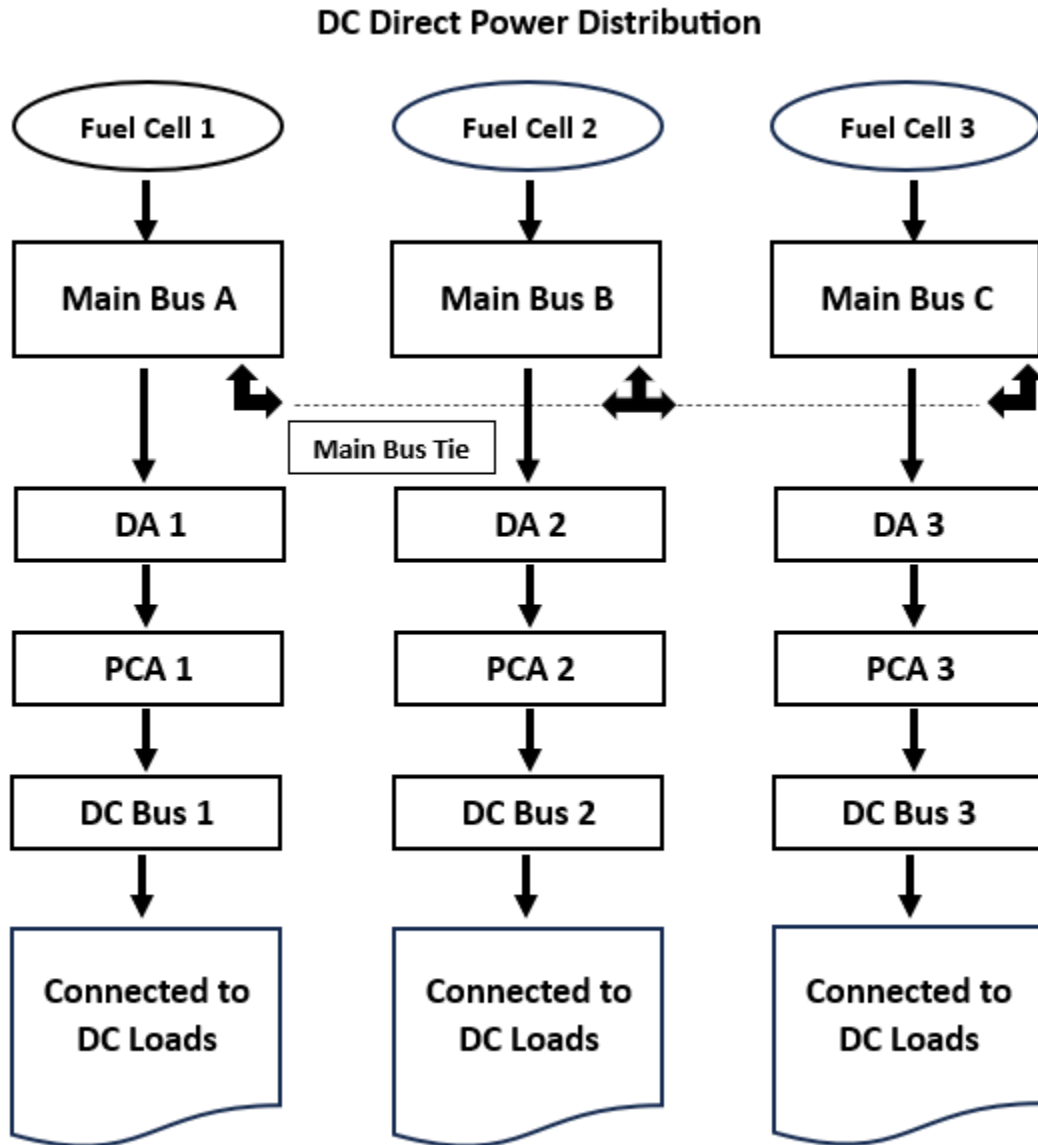 DC Direct Power Distribution
Fuel Cell 1
Fuel Cell 2
Fuel Cell 3
Main Bus A
Main Bus B
Main Bus C
Main Bus Tie
DA 1
DA 2
DA 3
PCA 1
PCA 2
PCA 3
DC Bus 1
DC Bus 2
DC Bus 3
Connected to
DC Loads
Connected to
DC Loads
Connected to
DC Loads